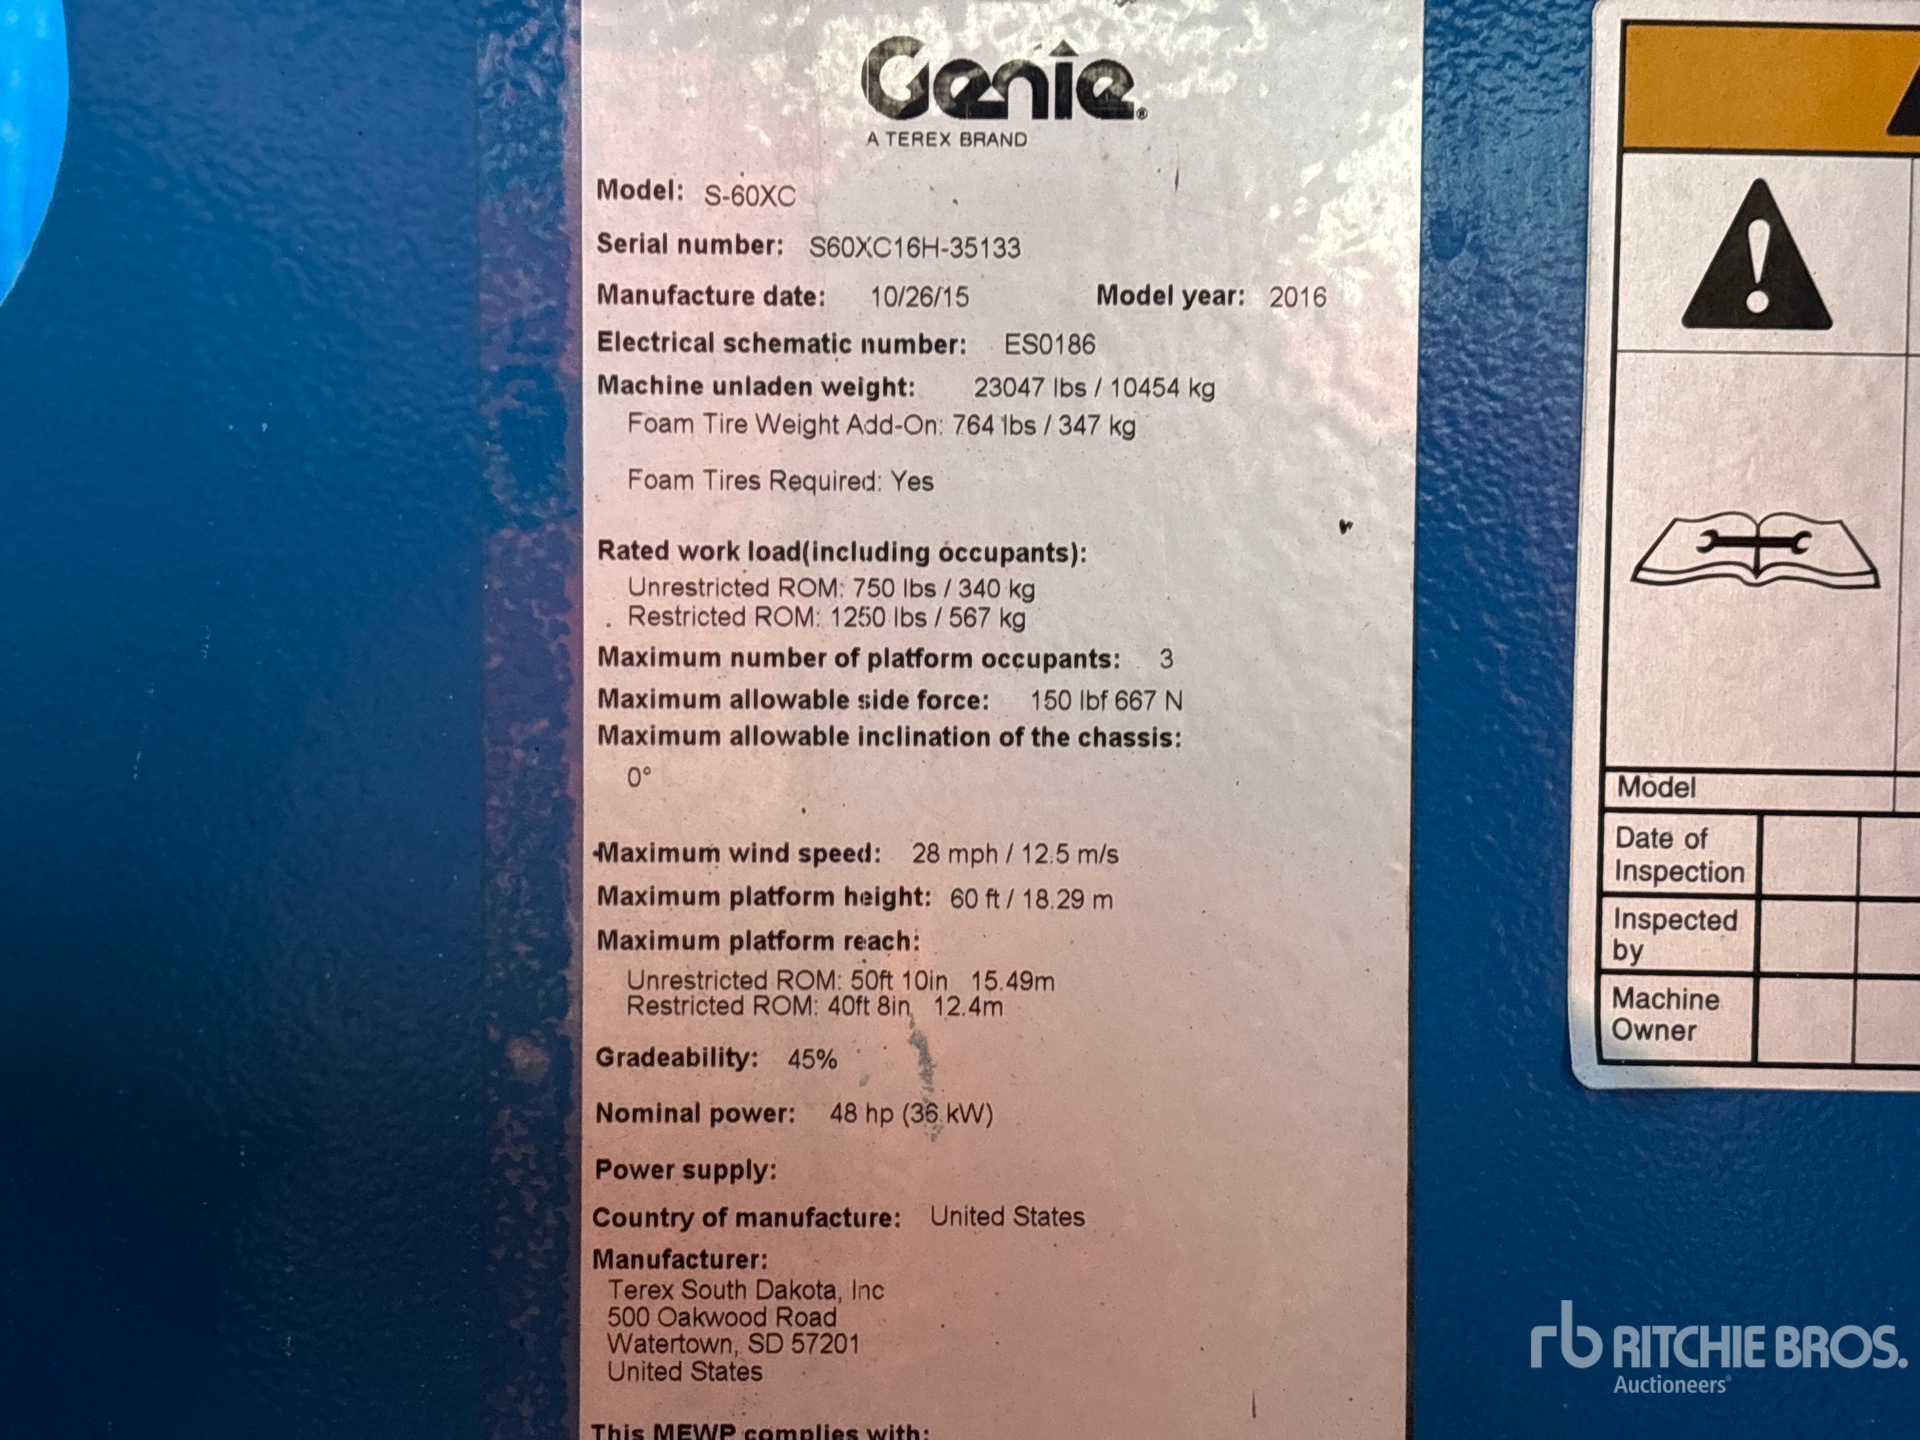 Genie®
A TEREX BRAND
Model: S-60XC
Serial number: S60XC16H-35133
Manufacture date: 10/26/15 Model year: 2016
Electrical schematic number: ES0186
Machine unladen weight: 23047 lbs / 10454 kg
Foam Tire Weight Add-On: 764 lbs / 347 kg
Foam Tires Required: Yes
Rated work load(including occupants):
Unrestricted ROM: 750 lbs / 340 kg
Restricted ROM: 1250 lbs / 567 kg
Maximum number of platform occupants: 3
Maximum allowable side force: 150 lbf 667 N
Maximum allowable inclination of the chassis:
0°
Maximum wind speed: 28 mph / 12.5 m/s
Maximum platform height: 60 ft / 18.29 m
Maximum platform reach:
Unrestricted ROM: 50ft 10in 15.49m
Restricted ROM: 40ft 8in 12.4m
Gradeability: 45%
Nominal power: 48 hp (36 kW)
Power supply:
Country of manufacture: United States
Manufacturer:
Terex South Dakota, Inc
500 Oakwood Road
Watertown, SD 57201
United States
This MEWP complies with:
Model
Date of
Inspection
Inspected
by
Machine
Owner
rb RITCHIE BROS.
Auctioneers®